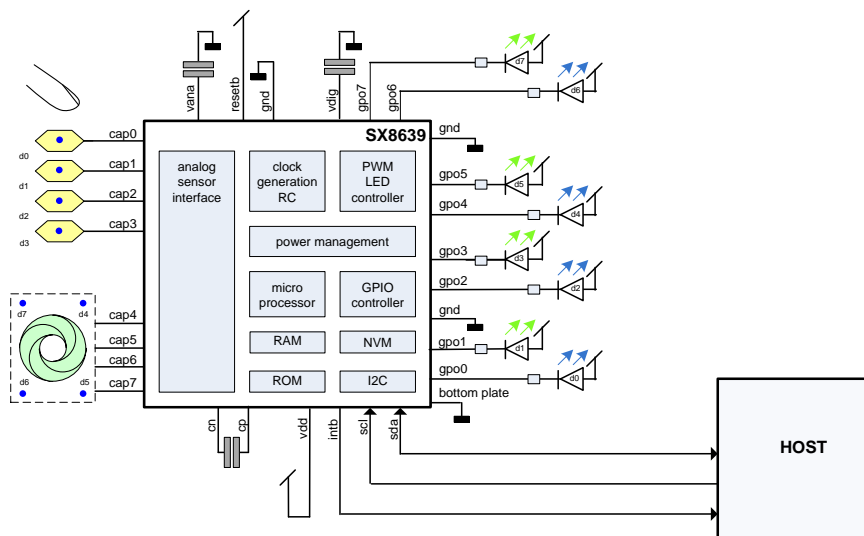 vana
resetb
gnd
vdig
gpo7
gpo6
d7
d6
SX8639
gnd
cap0
d0
cap1
d1
cap2
d2
cap3
d3
analog
sensor
interface
clock
generation
RC
PWM
LED
controller
power management
micro
processor
GPIO
controller
RAM
NVM
ROM
I2C
gpo5
d5
gpo4
d4
gpo3
d3
gpo2
d2
gnd
gpo1
d1
gpo0
d0
bottom plate
d7
d4
d6
d5
cap4
cap5
cap6
cap7
cn
cp
vdd
intb
scl
sda
HOST